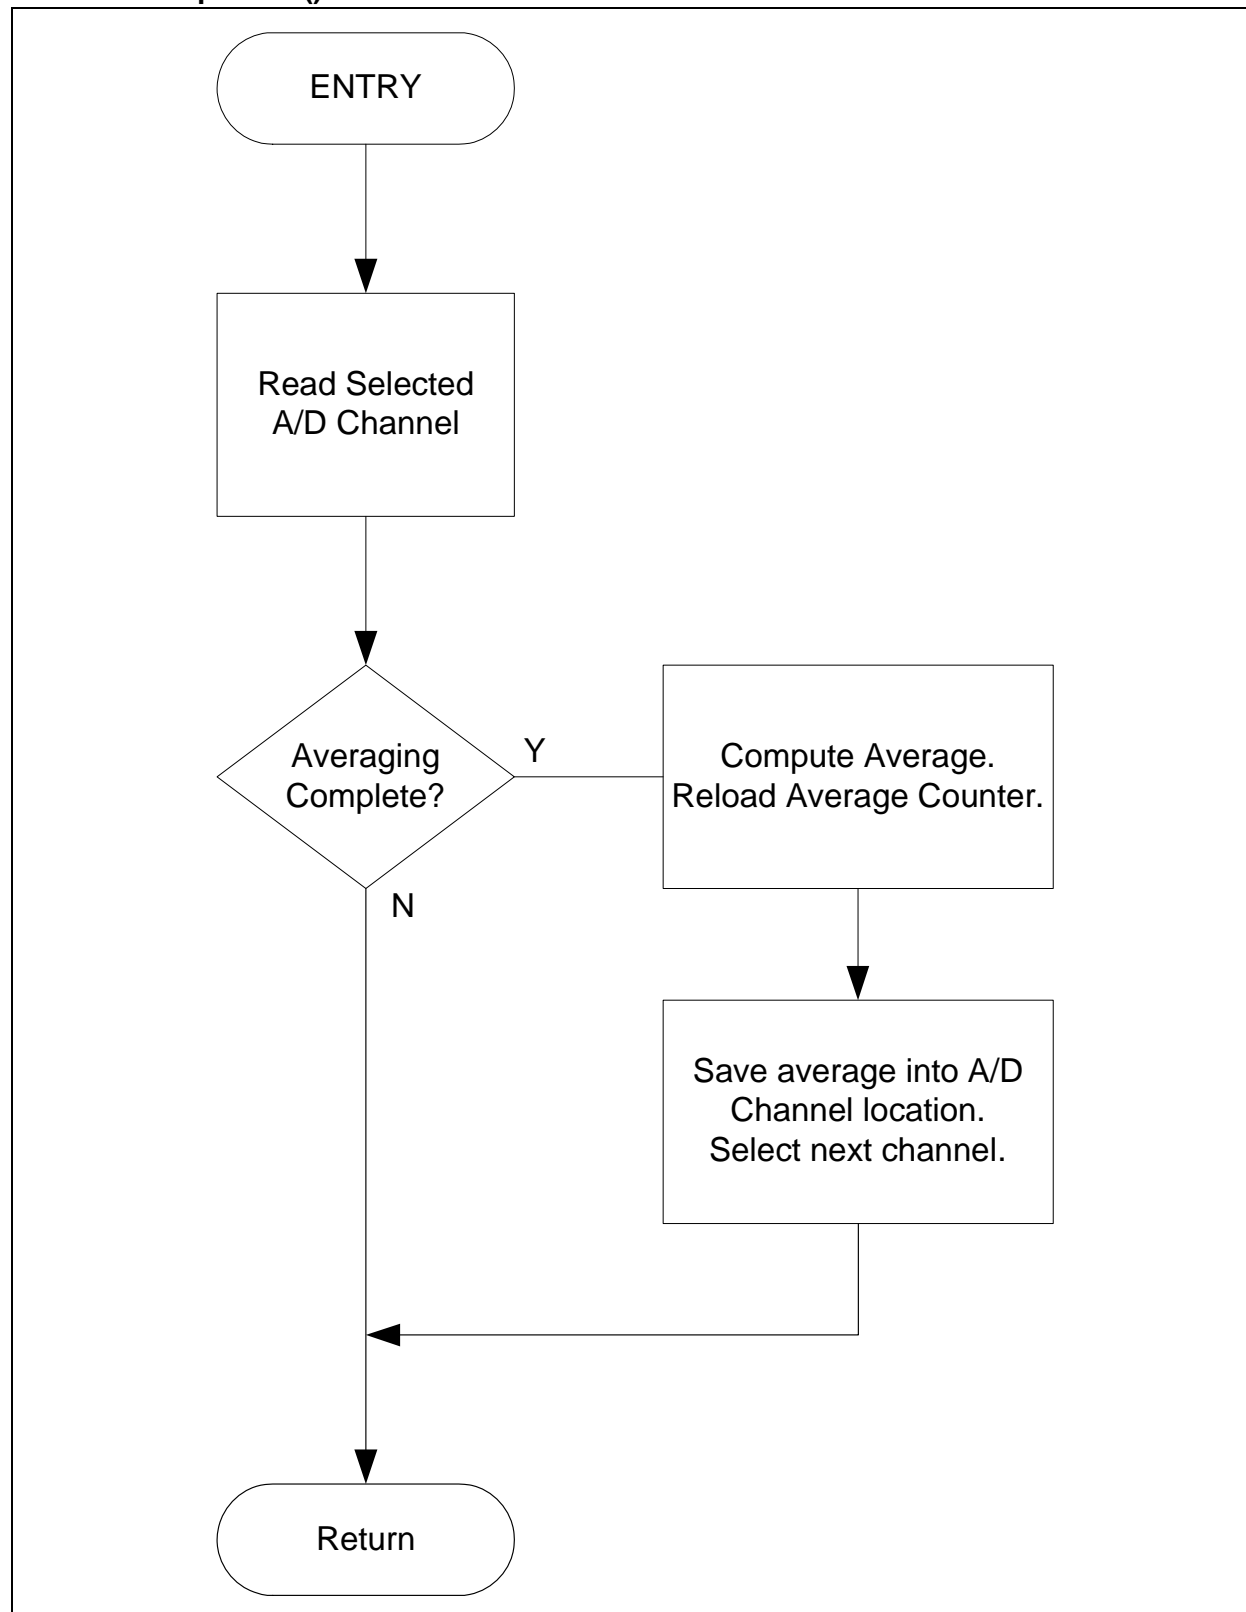 ENTRY
Read Selected
A/D Channel
Averaging
Complete?
Y
Compute Average.
Reload Average Counter.
N
Save average into A/D
Channel location.
Select next channel.
Return